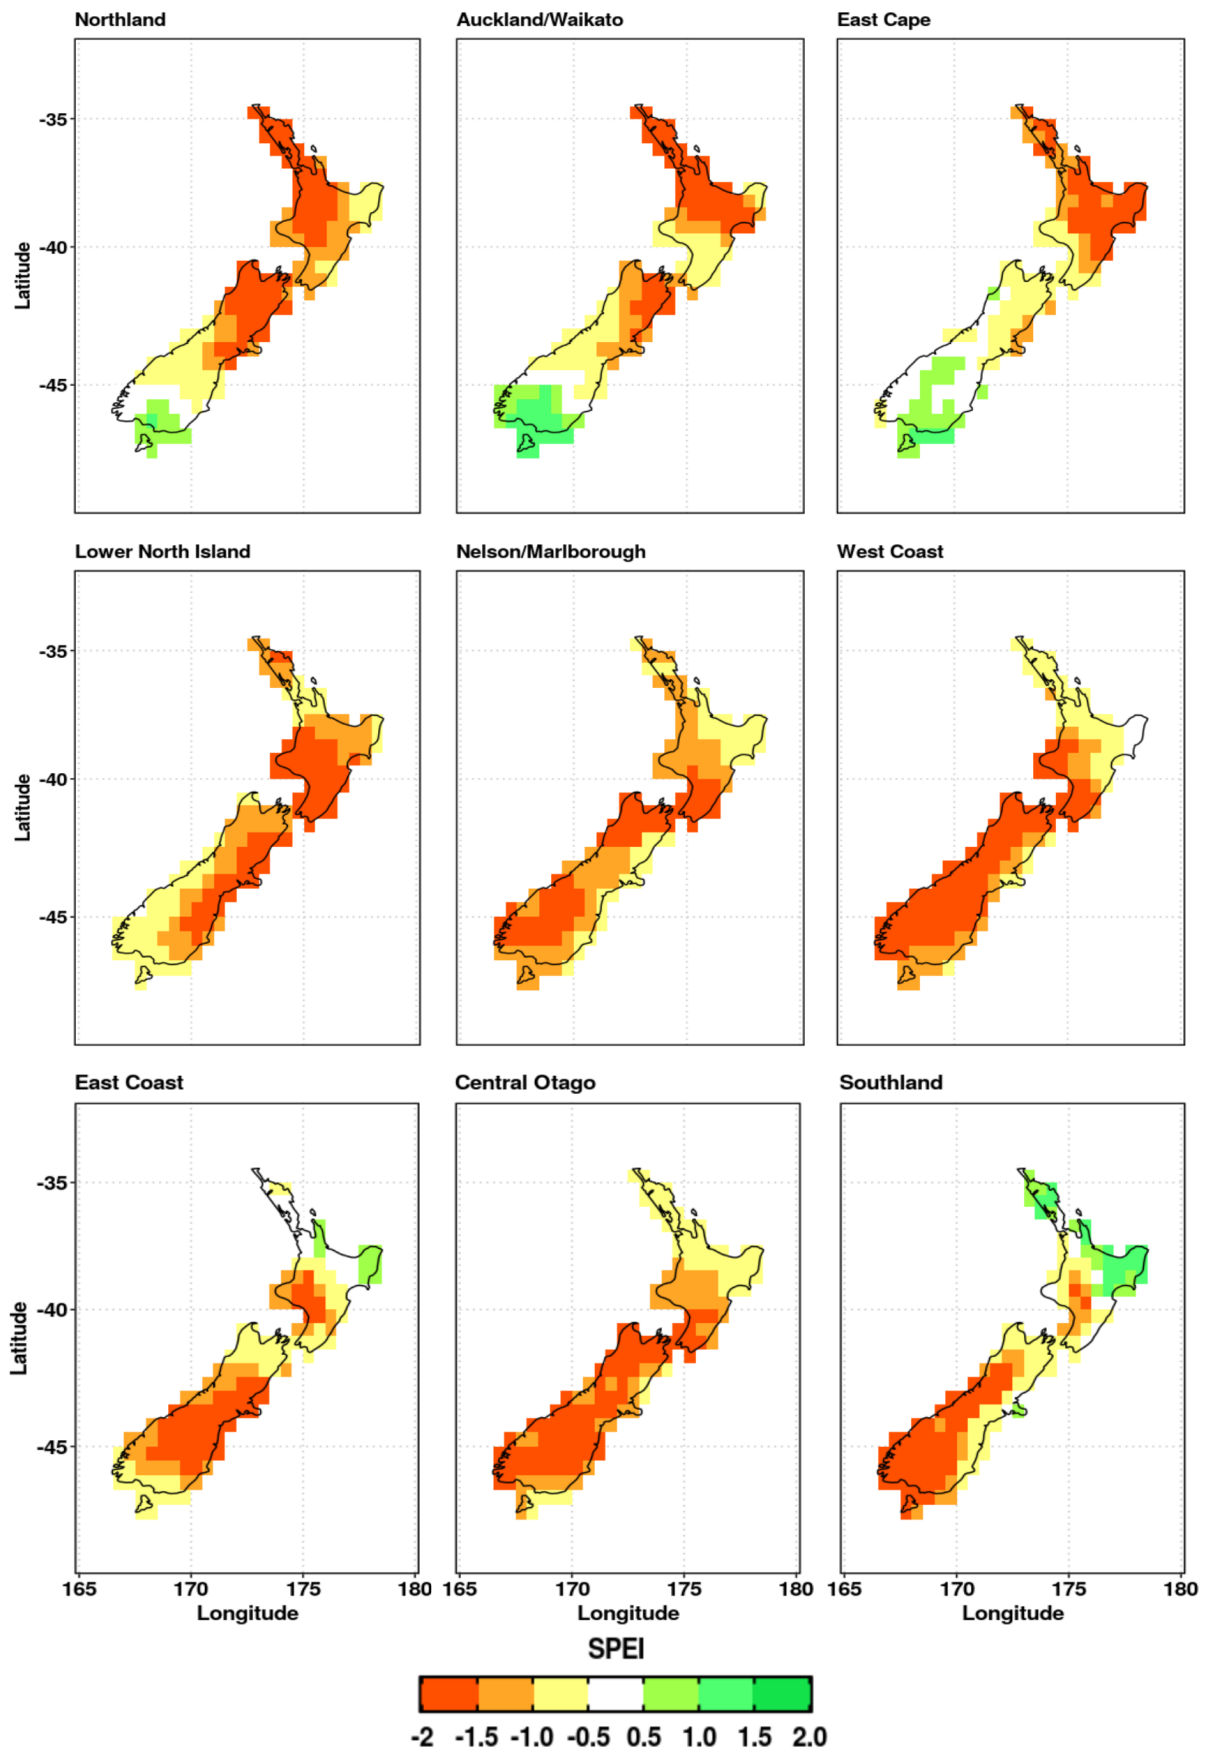 Northland Auckland/Waikato East Cape
-35
-40
-45
Latitude
Lower North Island Nelson/Marlborough West Coast
-35
-40
-45
Latitude
East Coast Central Otago Southland
-35
-40
-45
Latitude
165 170 175 180 165 170 175 180 165 170 175 180
Longitude Longitude Longitude
SPEI
-2 -1.5 -1.0 -0.5 0.5 1.0 1.5 2.0